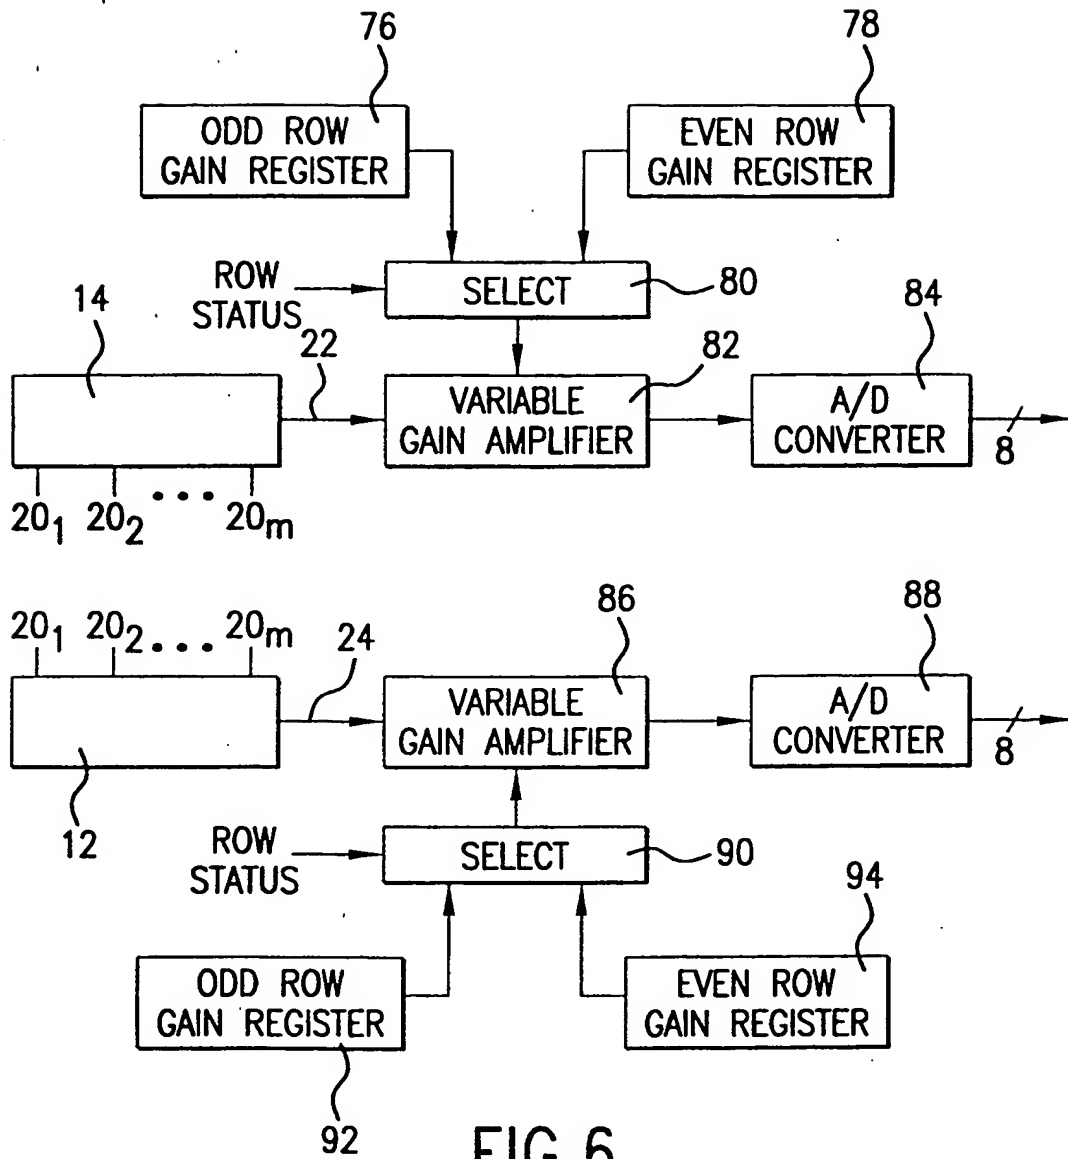 76
78
ODD ROW
GAIN REGISTER
EVEN ROW
GAIN REGISTER
ROW
STATUS
SELECT
80
14
22
82
84
VARIABLE
GAIN AMPLIFIER
A/D
CONVERTER
8
20₁ 20₂ ••• 20ₘ
20₁ 20₂ ••• 20ₘ
24
86
88
VARIABLE
GAIN AMPLIFIER
A/D
CONVERTER
8
12
ROW
STATUS
SELECT
90
94
ODD ROW
GAIN REGISTER
EVEN ROW
GAIN REGISTER
92
FIG. 6